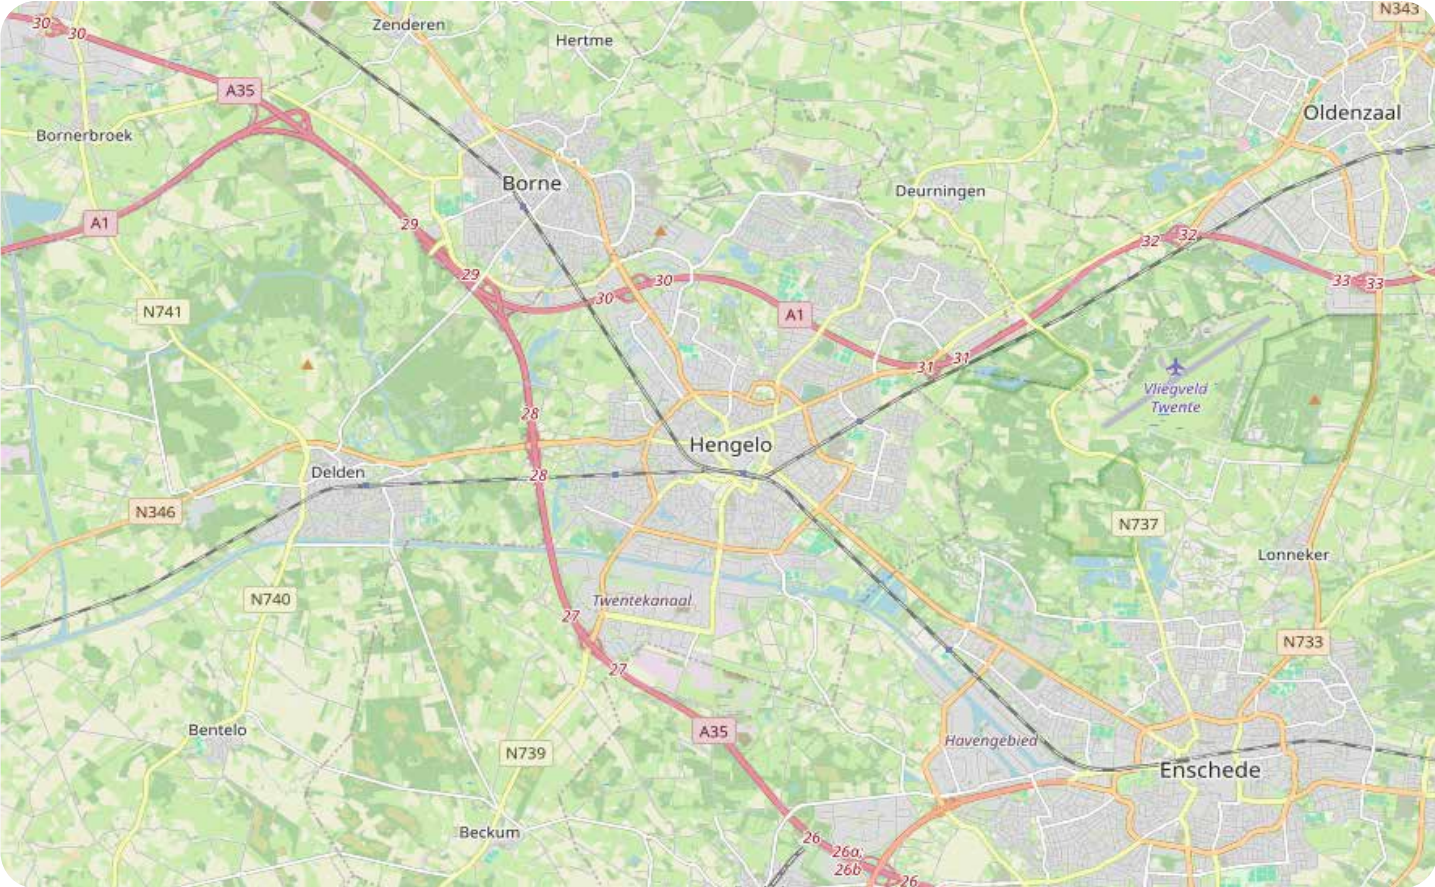 N343
30
30
Zenderen
Hertme
A35
Oldenzaal
Bornerbroek
Borne
Deurningen
A1
29
32
32
29
30
33
33
30
N741
A1
31
31
Vliegveld
Twente
28
Hengelo
Delden
28
N346
N737
Lonneker
N740
Twentekanaal
27
N733
27
Bentelo
A35
Havengebied
N739
Enschede
Beckum
26
26a;
26b
26